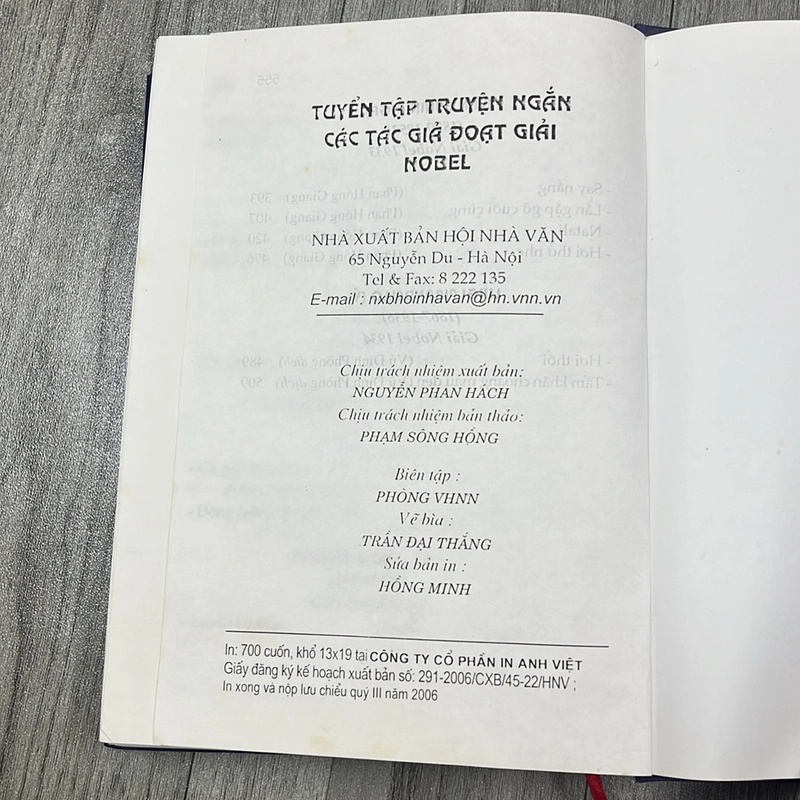 TUYỂN TẬP TRUYỆN NGẮN
CÁC TÁC GIẢ ĐOẠT GIẢI
NOBEL
NHÀ XUẤT BẢN HỘI NHÀ VĂN
65 Nguyễn Du - Hà Nội
Tel & Fax: 8 222 135
E-mail : nxbhoinhavan@hn.vnn.vn
Chịu trách nhiệm xuất bản:
NGUYỄN PHAN HÁCH
Chịu trách nhiệm bản thảo:
PHẠM SÔNG HỒNG
Biên tập :
PHÒNG VHNN
Vẽ bìa :
TRẦN ĐẠI THẮNG
Sửa bản in :
HỒNG MINH
In: 700 cuốn, khổ 13x19 tại CÔNG TY CỔ PHẦN IN ANH VIỆT
Giấy đăng ký kế hoạch xuất bản số: 291-2006/CXB/45-22/HNV ;
In xong và nộp lưu chiểu quý III năm 2006